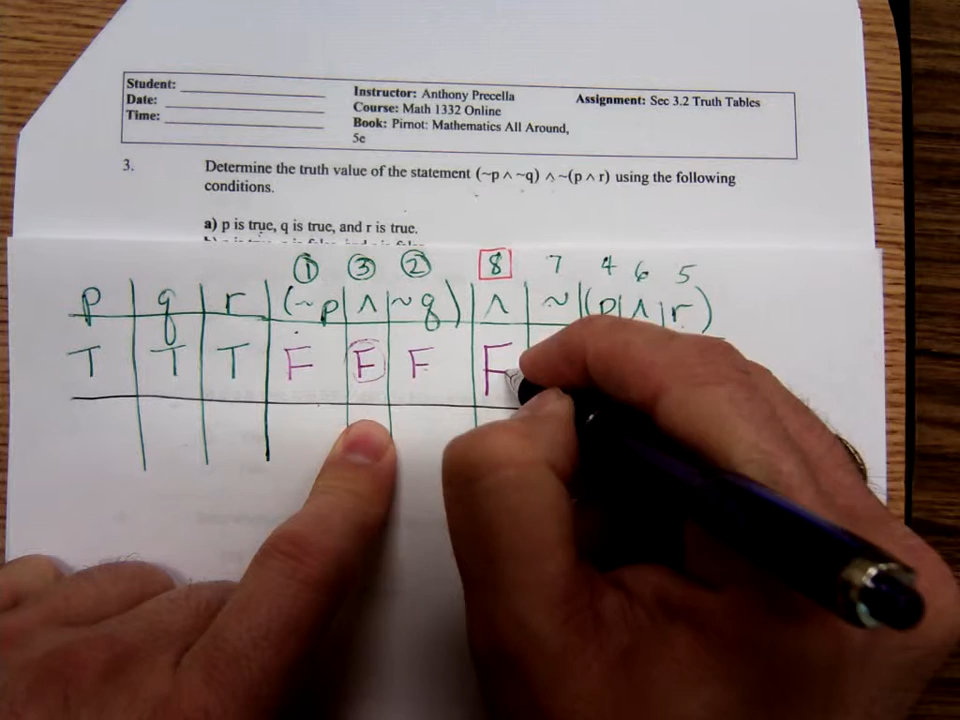 Student:
Instructor: Anthony Precella
Assignment: Sec 3.2 Truth Tables
Date:
Course: Math 1332 Online
Time:
Book: Pirnot: Mathematics All Around, 5e
3.
Determine the truth value of the statement (~p ∧ ~q) ∧ ~(p ∧ r) using the following
conditions.
a) p is true, q is true, and r is true.
① ③ ② 8 7 4 6 5
p q r (~p ∧ ~q) ∧ ~ (p ∧ r)
T T T F F F F